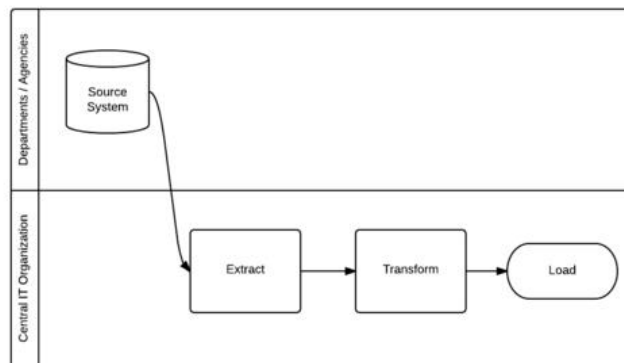 Departments / Agencies
Source
System
Central IT Organization
Extract
Transform
Load